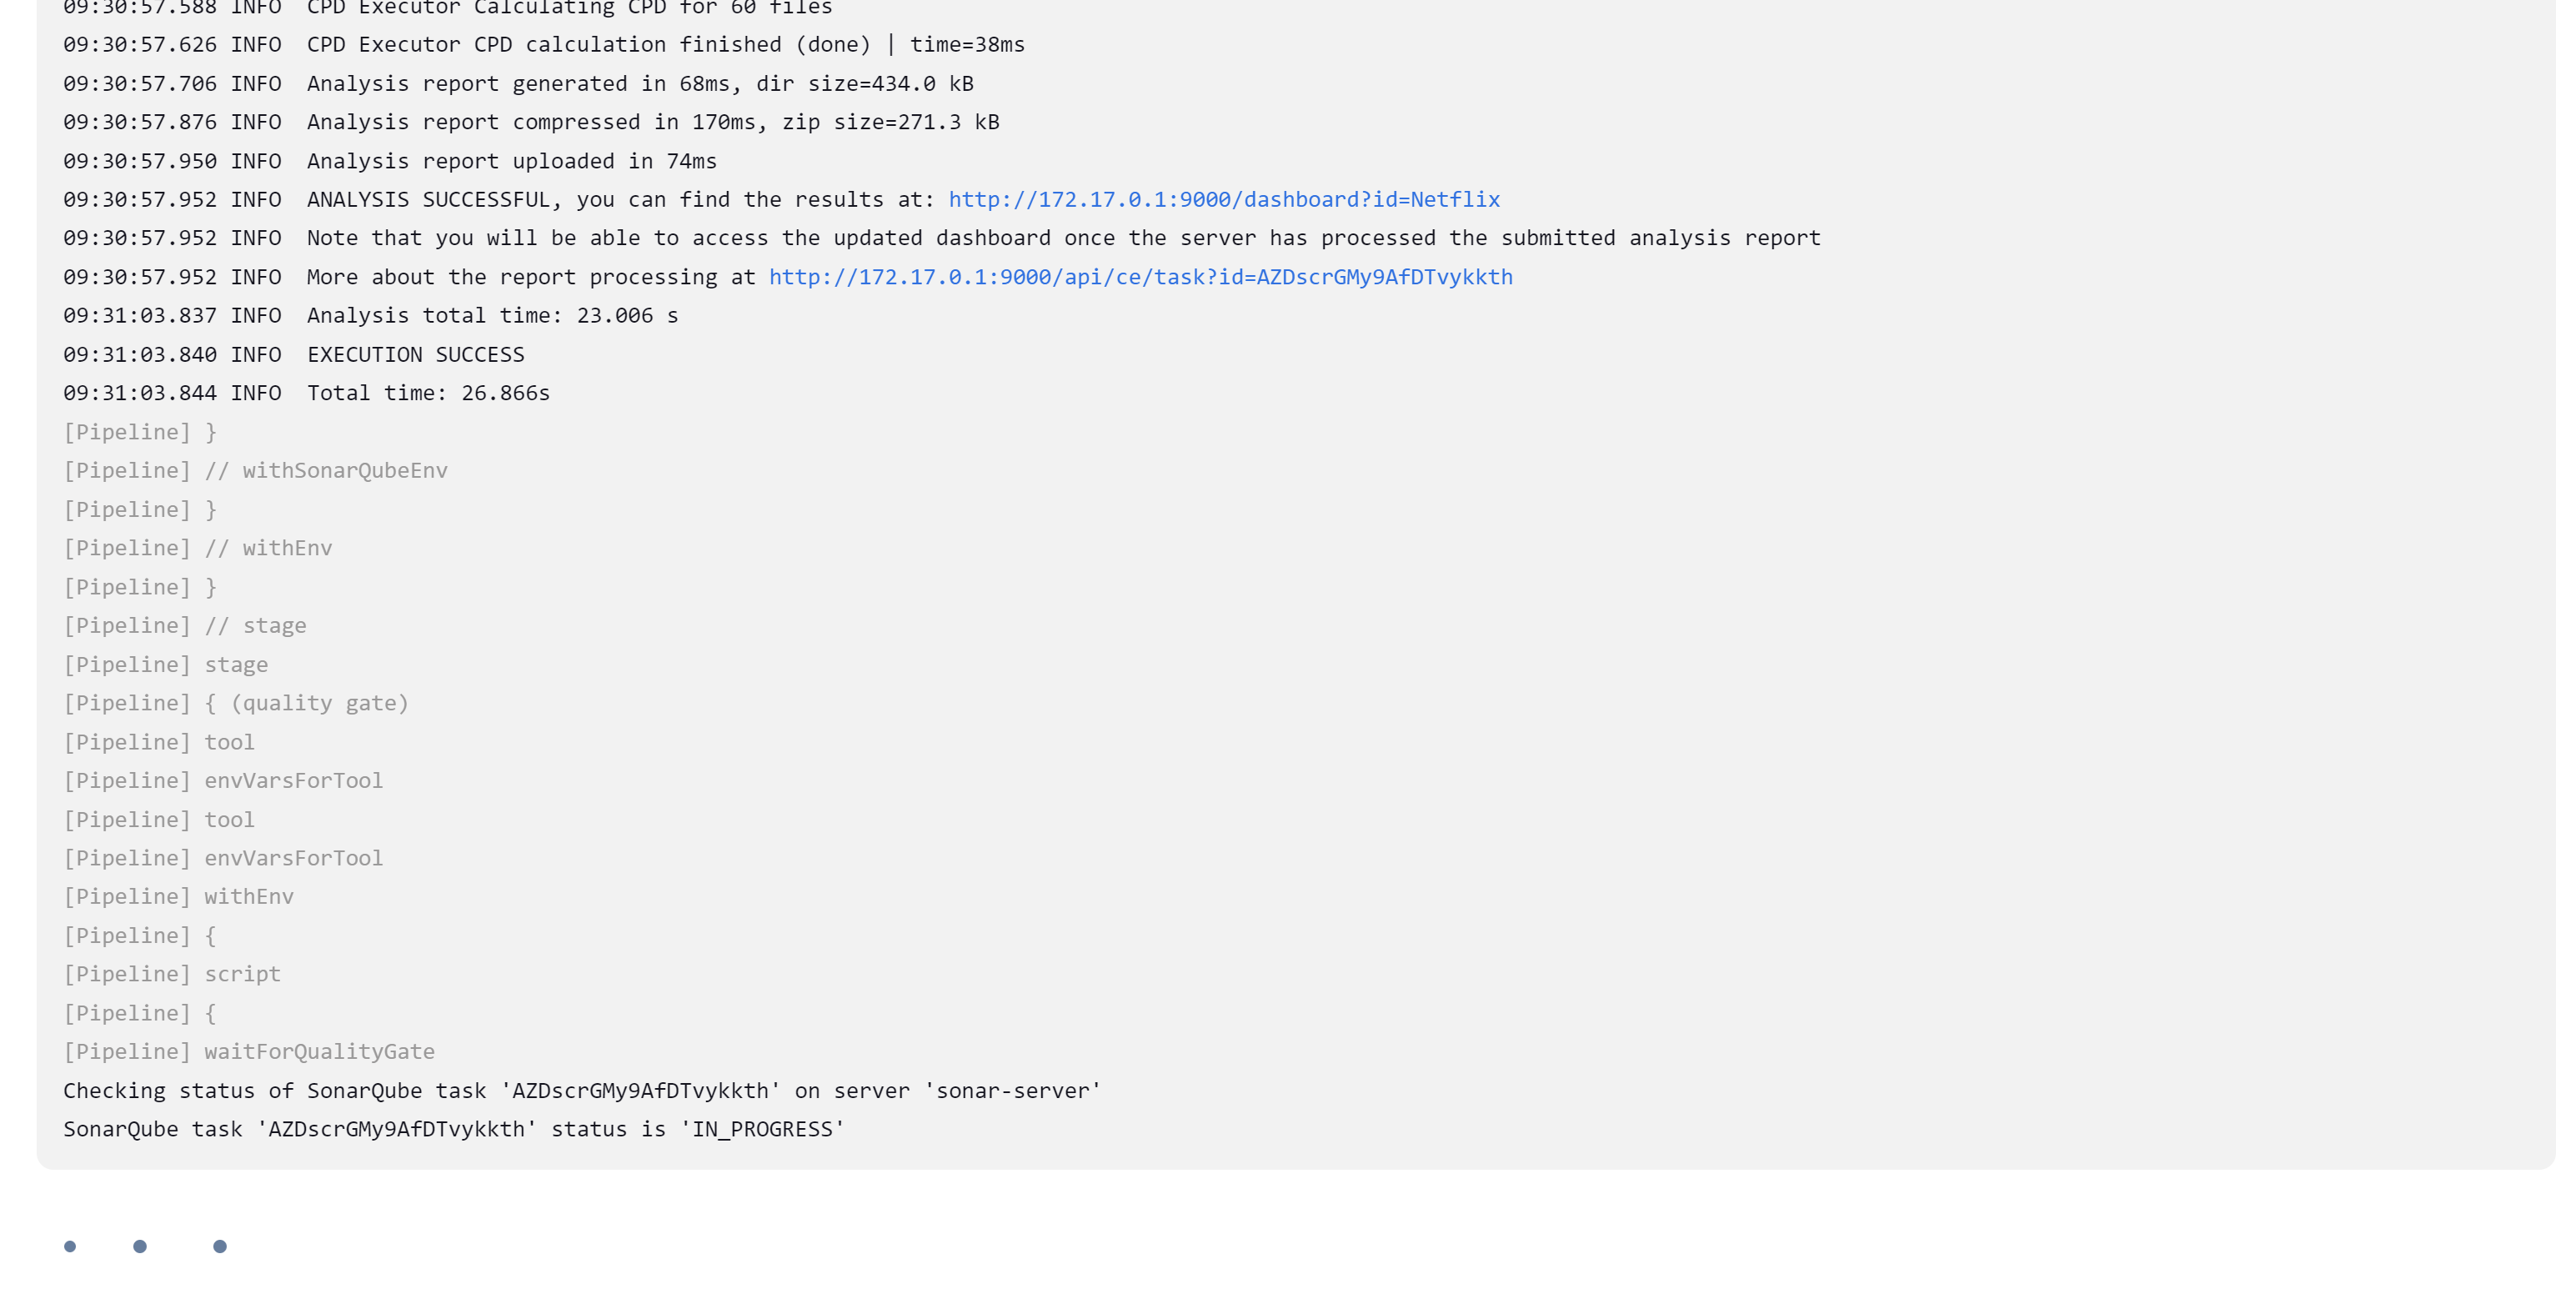 09:30:57.588 INFO  CPD Executor Calculating CPD for 60 files
09:30:57.626 INFO  CPD Executor CPD calculation finished (done) | time=38ms
09:30:57.706 INFO  Analysis report generated in 68ms, dir size=434.0 kB
09:30:57.876 INFO  Analysis report compressed in 170ms, zip size=271.3 kB
09:30:57.950 INFO  Analysis report uploaded in 74ms
09:30:57.952 INFO  ANALYSIS SUCCESSFUL, you can find the results at: http://172.17.0.1:9000/dashboard?id=Netflix
09:30:57.952 INFO  Note that you will be able to access the updated dashboard once the server has processed the submitted analysis report
09:30:57.952 INFO  More about the report processing at http://172.17.0.1:9000/api/ce/task?id=AZDscrGMy9AfDTvykkth
09:31:03.837 INFO  Analysis total time: 23.006 s
09:31:03.840 INFO  EXECUTION SUCCESS
09:31:03.844 INFO  Total time: 26.866s
[Pipeline] }
[Pipeline] // withSonarQubeEnv
[Pipeline] }
[Pipeline] // withEnv
[Pipeline] }
[Pipeline] // stage
[Pipeline] stage
[Pipeline] { (quality gate)
[Pipeline] tool
[Pipeline] envVarsForTool
[Pipeline] tool
[Pipeline] envVarsForTool
[Pipeline] withEnv
[Pipeline] {
[Pipeline] script
[Pipeline] {
[Pipeline] waitForQualityGate
Checking status of SonarQube task 'AZDscrGMy9AfDTvykkth' on server 'sonar-server'
SonarQube task 'AZDscrGMy9AfDTvykkth' status is 'IN_PROGRESS'